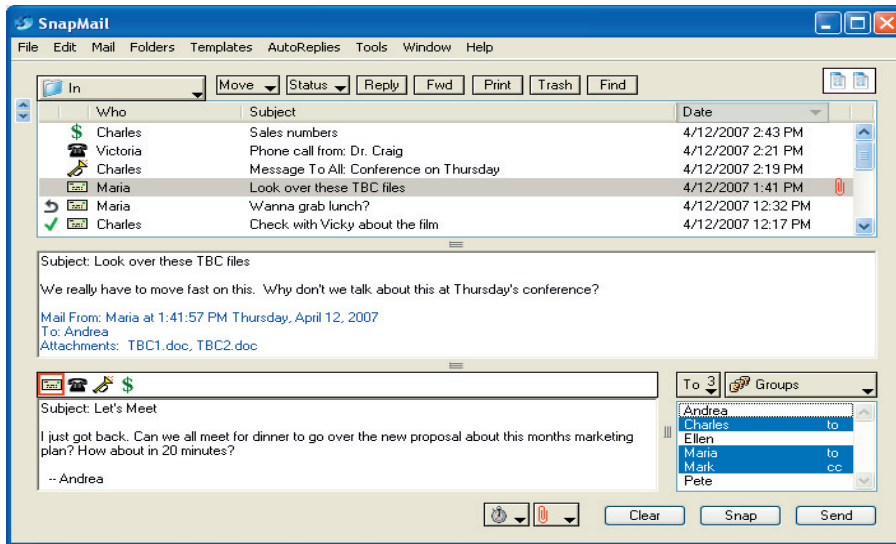 SnapMail
File Edit Mail Folders Templates AutoReplies Tools Window Help
In Move Status Reply Fwd Print Trash Find
Who Subject Date
$ Charles Sales numbers 4/12/2007 2:43 PM
Victoria Phone call from: Dr. Craig 4/12/2007 2:21 PM
Charles Message To All: Conference on Thursday 4/12/2007 2:19 PM
Maria Look over these TBC files 4/12/2007 1:41 PM
Maria Wanna grab lunch? 4/12/2007 12:32 PM
Charles Check with Vicky about the film 4/12/2007 12:17 PM
Subject: Look over these TBC files
We really have to move fast on this. Why don't we talk about this at Thursday's conference?
Mail From: Maria at 1:41:57 PM Thursday, April 12, 2007
To: Andrea
Attachments: TBC1.doc, TBC2.doc
$
Subject: Let's Meet
I just got back. Can we all meet for dinner to go over the new proposal about this months marketing
plan? How about in 20 minutes?
-- Andrea
To 3 Groups
Andrea
Charles to
Ellen
Maria to
Mark cc
Pete
Clear Snap Send